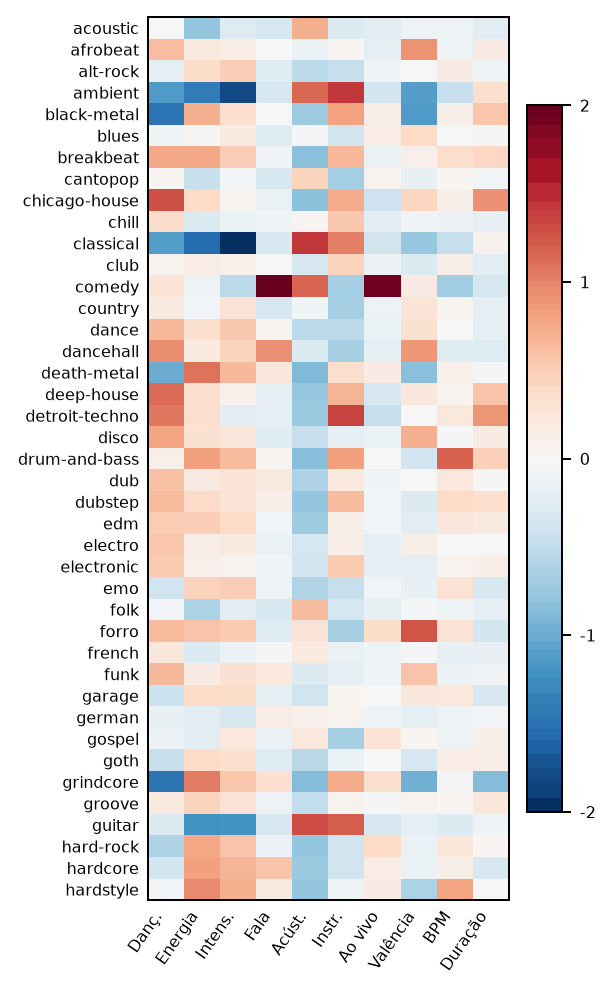 acoustic
afrobeat
alt-rock
ambient
black-metal
blues
breakbeat
cantopop
chicago-house
chill
classical
club
comedy
country
dance
dancehall
death-metal
deep-house
detroit-techno
disco
drum-and-bass
dub
dubstep
edm
electro
electronic
emo
folk
forro
french
funk
garage
german
gospel
goth
grindcore
groove
guitar
hard-rock
hardcore
hardstyle
Danç.
Energia
Intens.
Fala
Acúst.
Instr.
Ao vivo
Valência
BPM
Duração
2
1
0
-1
-2